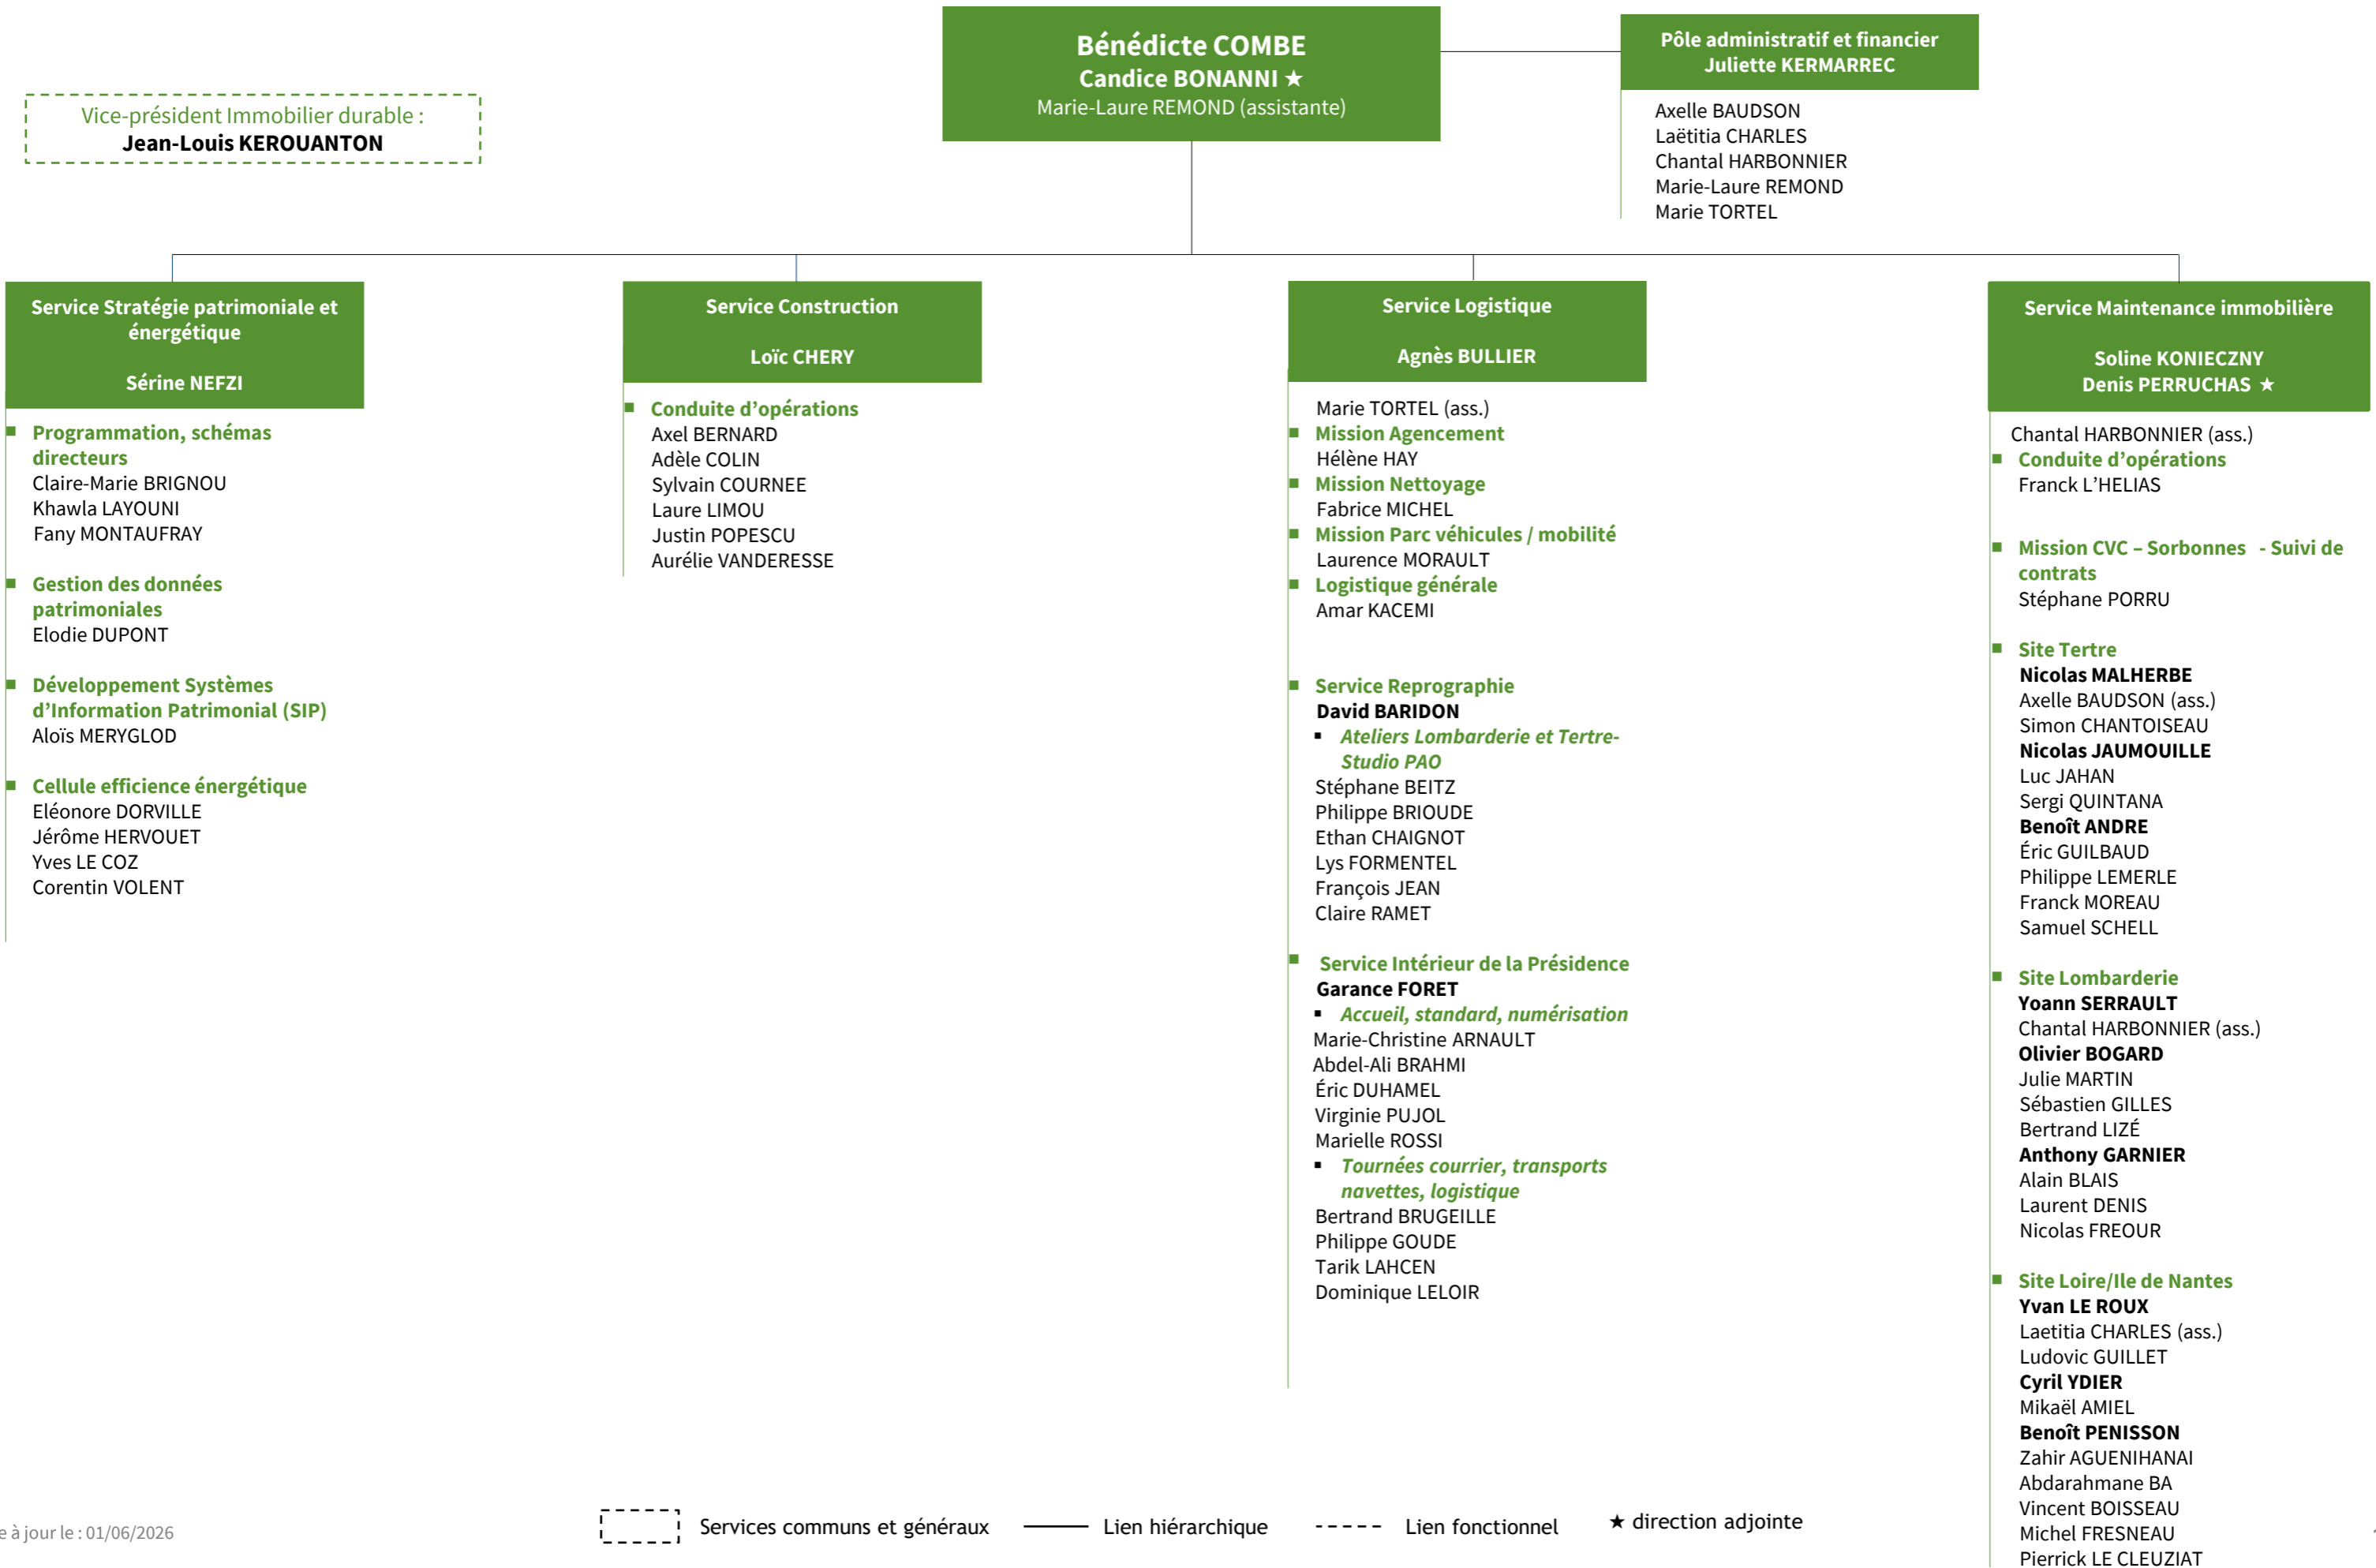 Bénédicte COMBE
Candice BONANNI ★
Marie-Laure REMOND (assistante)
Pôle administratif et financier
Juliette KERMARREC
Axelle BAUDSON
Laëtitia CHARLES
Chantal HARBONNIER
Marie-Laure REMOND
Marie TORTEL
Vice-président Immobilier durable :
Jean-Louis KEROUANTON
Service Stratégie patrimoniale et
énergétique
Sérine NEFZI
Programmation, schémas
directeurs
Claire-Marie BRIGNOU
Khawla LAYOUNI
Fany MONTAUFRAY
Gestion des données
patrimoniales
Elodie DUPONT
Développement Systèmes
d’Information Patrimonial (SIP)
Aloïs MERYGLOD
Cellule efficience énergétique
Eléonore DORVILLE
Jérôme HERVOUET
Yves LE COZ
Corentin VOLENT
Service Construction
Loïc CHERY
Conduite d’opérations
Axel BERNARD
Adèle COLIN
Sylvain COURNEE
Laure LIMOU
Justin POPESCU
Aurélie VANDERESSE
Service Logistique
Agnès BULLIER
Marie TORTEL (ass.)
Mission Agencement
Hélène HAY
Mission Nettoyage
Fabrice MICHEL
Mission Parc véhicules / mobilité
Laurence MORAULT
Logistique générale
Amar KACEMI
Service Reprographie
David BARIDON
Ateliers Lombarderie et Tertre-
Studio PAO
Stéphane BEITZ
Philippe BRIOUDE
Ethan CHAIGNOT
Lys FORMENTEL
François JEAN
Claire RAMET
Service Intérieur de la Présidence
Garance FORET
Accueil, standard, numérisation
Marie-Christine ARNAULT
Abdel-Ali BRAHMI
Éric DUHAMEL
Virginie PUJOL
Marielle ROSSI
Tournées courrier, transports
navettes, logistique
Bertrand BRUGEILLE
Philippe GOUDE
Tarik LAHCEN
Dominique LELOIR
Service Maintenance immobilière
Soline KONIECZNY
Denis PERRUCHAS ★
Chantal HARBONNIER (ass.)
Conduite d’opérations
Franck L’HELIAS
Mission CVC – Sorbonnes - Suivi de
contrats
Stéphane PORRU
Site Tertre
Nicolas MALHERBE
Axelle BAUDSON (ass.)
Simon CHANTOISEAU
Nicolas JAUMOUILLE
Luc JAHAN
Sergi QUINTANA
Benoît ANDRE
Éric GUILBAUD
Philippe LEMERLE
Franck MOREAU
Samuel SCHELL
Site Lombarderie
Yoann SERRAULT
Chantal HARBONNIER (ass.)
Olivier BOGARD
Julie MARTIN
Sébastien GILLES
Bertrand LIZÉ
Anthony GARNIER
Alain BLAIS
Laurent DENIS
Nicolas FREOUR
Site Loire/Ile de Nantes
Yvan LE ROUX
Laetitia CHARLES (ass.)
Ludovic GUILLET
Cyril YDIER
Mikaël AMIEL
Benoît PENISSON
Zahir AGUENIHANAI
Abdarahmane BA
Vincent BOISSEAU
Michel FRESNEAU
Pierrick LE CLEUZIAT
e à jour le : 01/06/2026
Services communs et généraux
Lien hiérarchique
Lien fonctionnel
★ direction adjointe